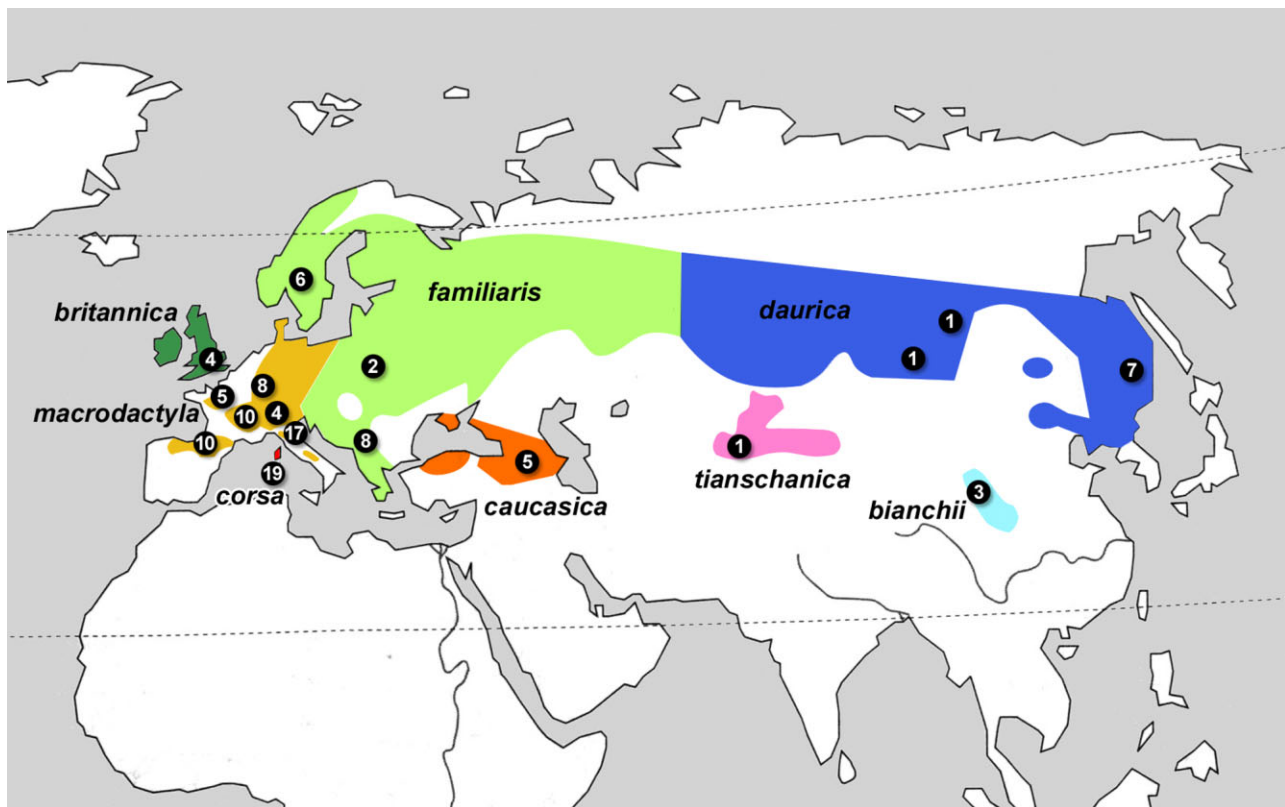 6
familiaris
britannica
daurica
1
4
1
2
7
8
5
macrodactyla
10
4
17
10
8
1
5
19
tianschanica
corsa
caucasica
3
bianchii